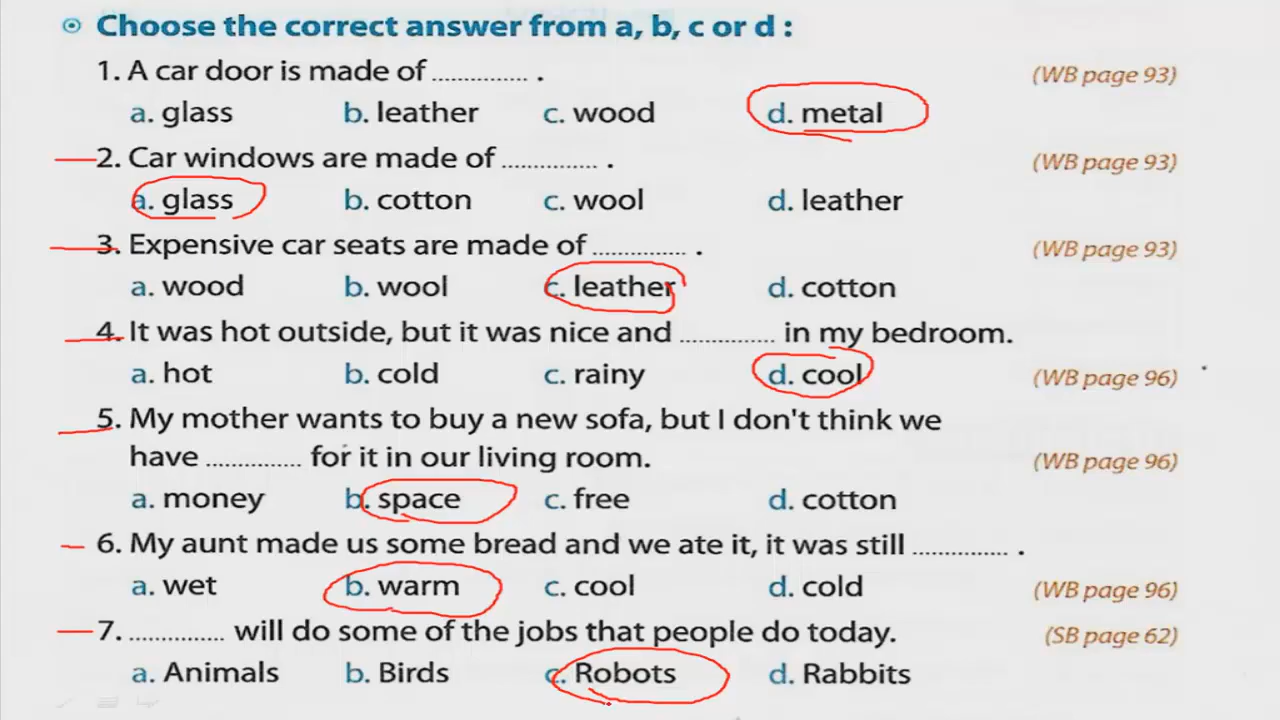 Choose the correct answer from a, b, c or d :
1. A car door is made of .............. . (WB page 93)
a. glass b. leather c. wood d. metal
2. Car windows are made of .............. . (WB page 93)
a. glass b. cotton c. wool d. leather
3. Expensive car seats are made of .............. . (WB page 93)
a. wood b. wool c. leather d. cotton
4. It was hot outside, but it was nice and .............. in my bedroom.
a. hot b. cold c. rainy d. cool (WB page 96)
5. My mother wants to buy a new sofa, but I don't think we
have .............. for it in our living room. (WB page 96)
a. money b. space c. free d. cotton
6. My aunt made us some bread and we ate it, it was still .............. .
a. wet b. warm c. cool d. cold (WB page 96)
7. .............. will do some of the jobs that people do today. (SB page 62)
a. Animals b. Birds c. Robots d. Rabbits